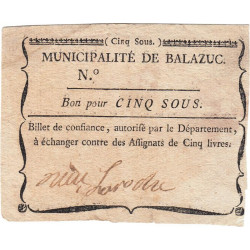 ( Cinq Sous. )
MUNICIPALITÉ DE BALAZUC.
N.º
Bon pour CINQ SOUS.
Billet de confiance, autorisé par le Département,
à échanger contre des Assignats de Cinq livres.